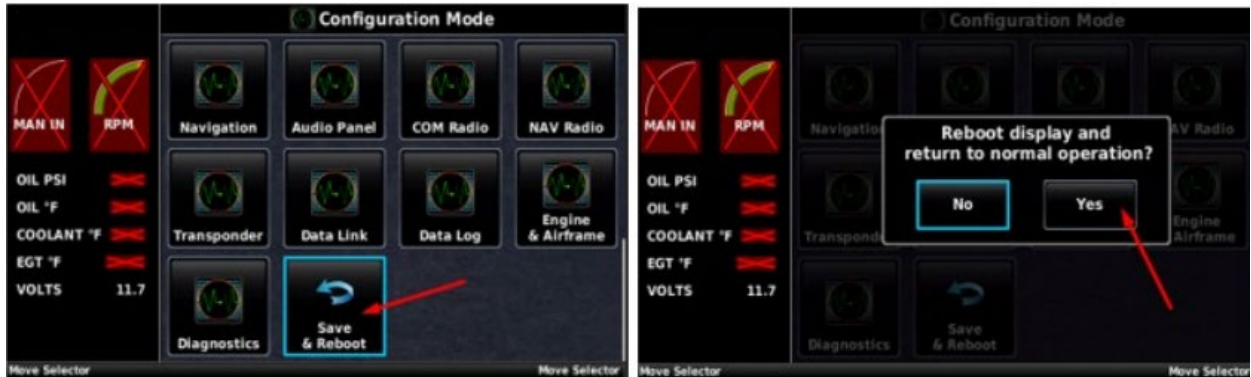 Configuration Mode
MAN IN RPM
Navigation Audio Panel COM Radio NAV Radio
OIL PSI
OIL °F
COOLANT °F
EGT °F
VOLTS 11.7
Transponder Data Link Data Log Engine & Airframe
Diagnostics Save & Reboot
Move Selector Move Selector
Configuration Mode
MAN IN RPM
Navigation AV Radio
Reboot display and
return to normal operation?
No Yes
OIL PSI
OIL °F
COOLANT °F
EGT °F
VOLTS 11.7
Transpond Engine Airframe
Diagnostics Save & Reboot
Move Selector Move Selector